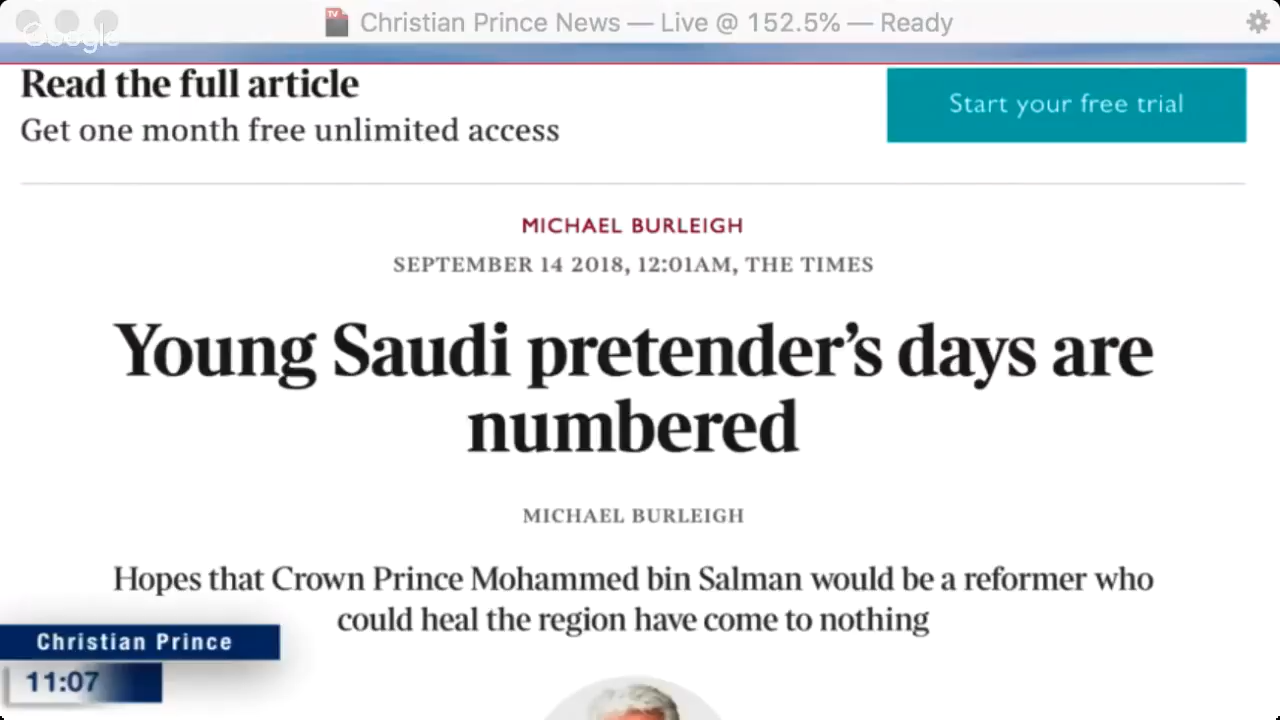 Christian Prince News — Live @ 152.5% — Ready
Google
Read the full article
Get one month free unlimited access
Start your free trial
MICHAEL BURLEIGH
SEPTEMBER 14 2018, 12:01AM, THE TIMES
Young Saudi pretender’s days are
numbered
MICHAEL BURLEIGH
Hopes that Crown Prince Mohammed bin Salman would be a reformer who
could heal the region have come to nothing
Christian Prince
11:07